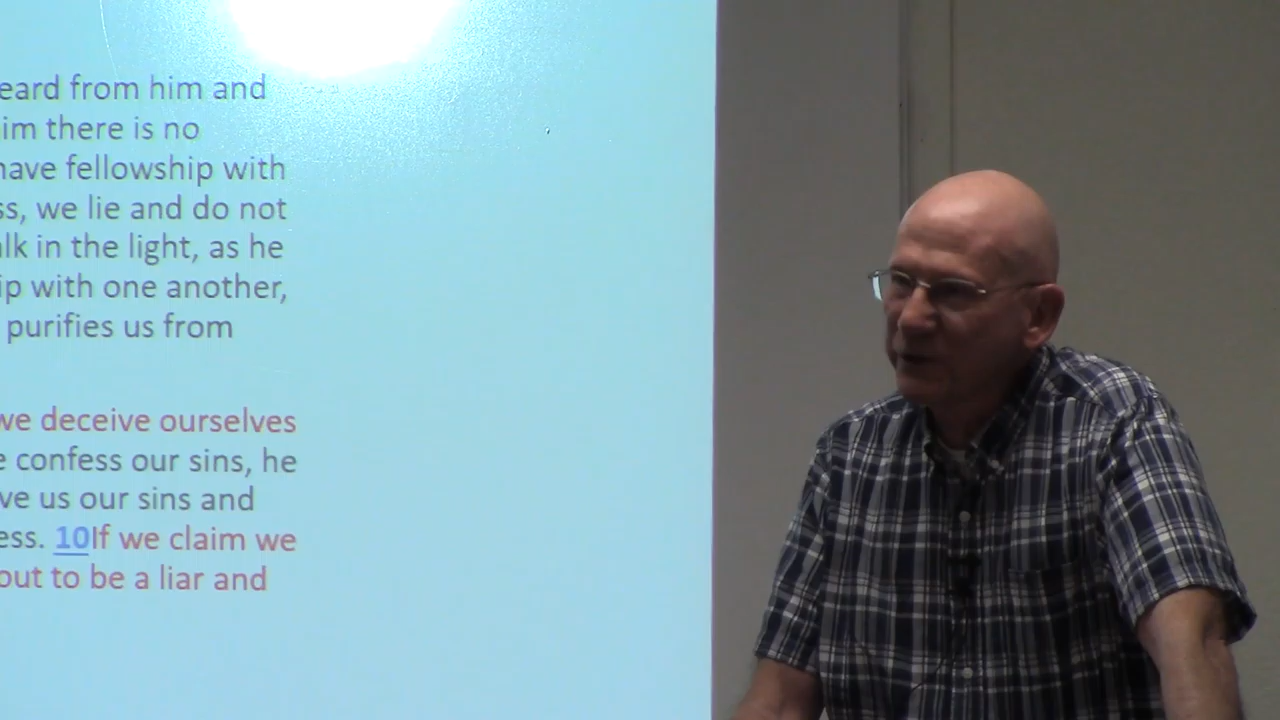 eard from him and
im there is no
have fellowship with
ss, we lie and do not
alk in the light, as he
ip with one another,
purifies us from
we deceive ourselves
e confess our sins, he
ve us our sins and
ess. 10If we claim we
out to be a liar and